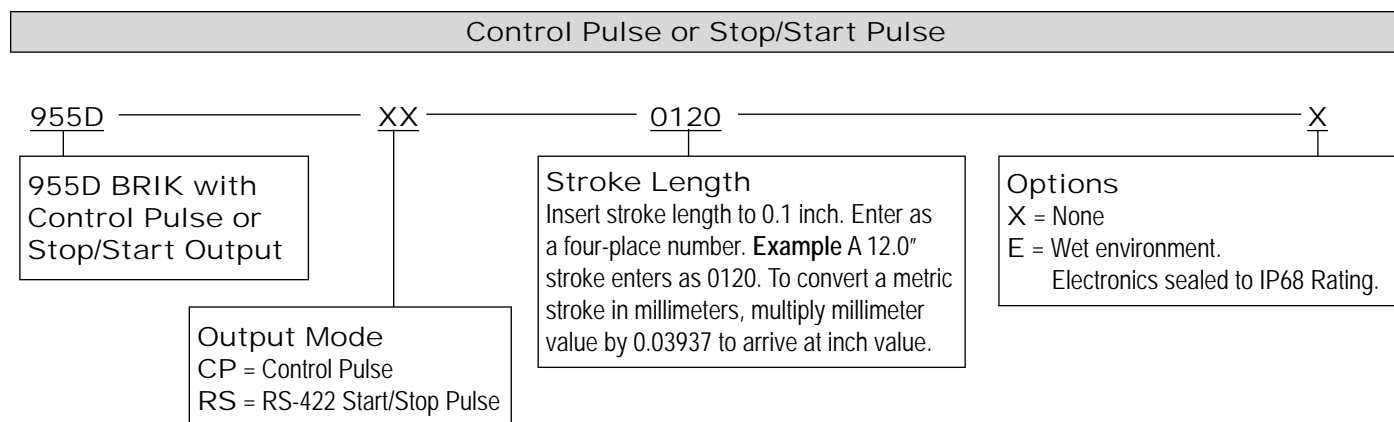 Control Pulse or Stop/Start Pulse
955D XX 0120 X
955D BRIK with
Control Pulse or
Stop/Start Output
Output Mode
CP = Control Pulse
RS = RS-422 Start/Stop Pulse
Stroke Length
Insert stroke length to 0.1 inch. Enter as
a four-place number. Example A 12.0"
stroke enters as 0120. To convert a metric
stroke in millimeters, multiply millimeter
value by 0.03937 to arrive at inch value.
Options
X = None
E = Wet environment.
Electronics sealed to IP68 Rating.